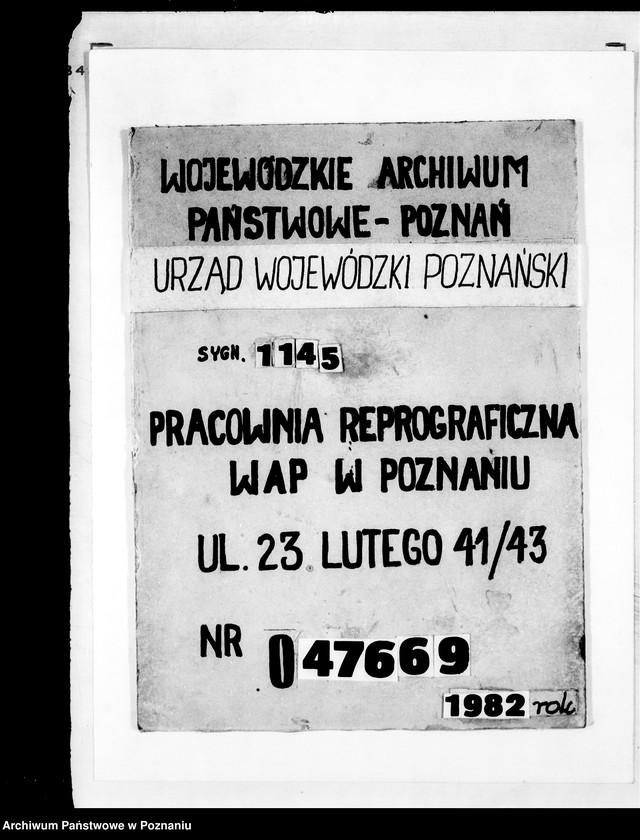 84
WOJEWÓDZKIE ARCHIWUM
PAŃSTWOWE - POZNAŃ
URZĄD WOJEWÓDZKI POZNAŃSKI
SYGN. 1145
PRACOWNIA REPROGRAFICZNA
WAP W POZNANIU
UL. 23 LUTEGO 41/43
NR 047669
1982 rok
Archiwum Państwowe w Poznaniu